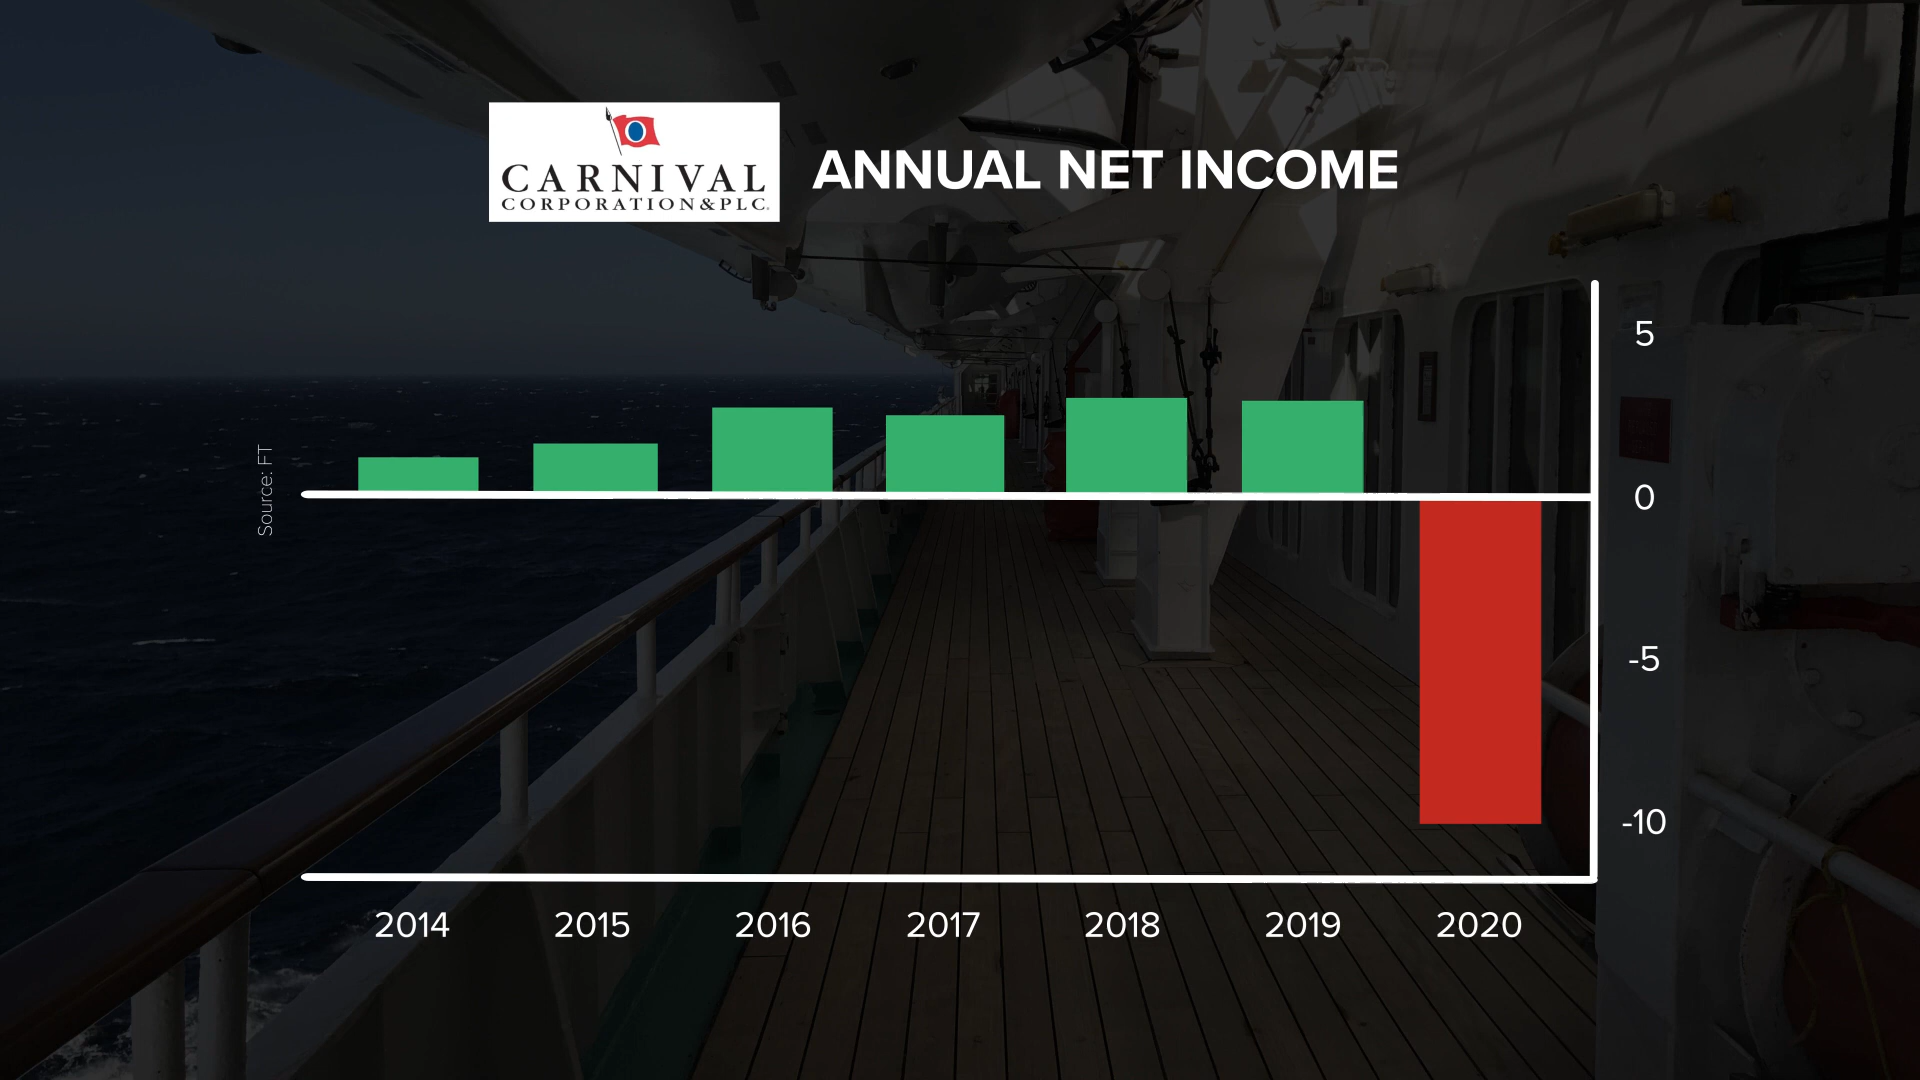 CARNIVAL
CORPORATION&PLC.
ANNUAL NET INCOME
5
0
-5
-10
Source: FT
2014 2015 2016 2017 2018 2019 2020